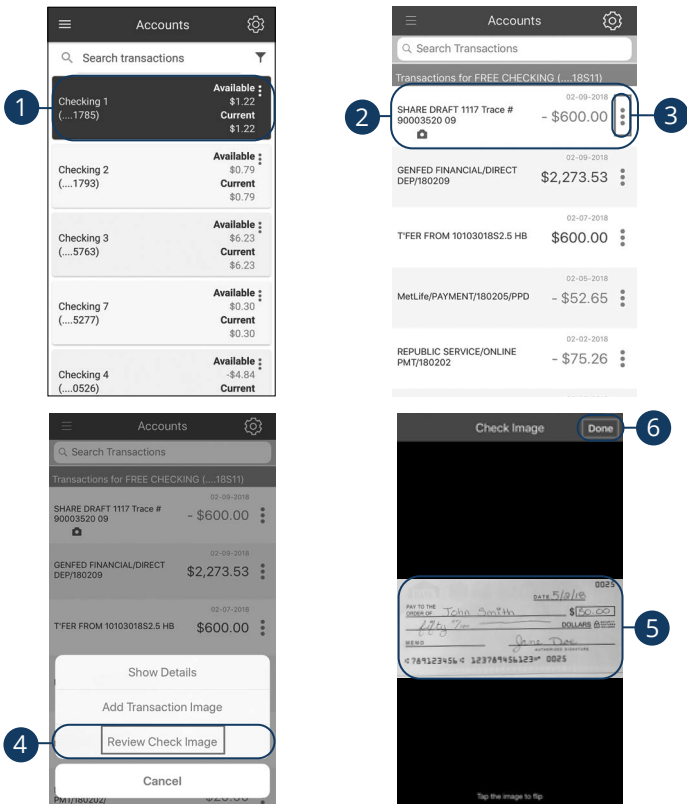 Accounts
Search transactions
1
Available
Checking 1 $1.22
(....1785) Current
$1.22
Available
Checking 2 $0.79
(....1793) Current
$0.79
Available
Checking 3 $6.23
(....5763) Current
$6.23
Available
Checking 7 $0.30
(....5277) Current
$0.30
Available
Checking 4 -$4.84
(....0526) Current
Accounts
Search Transactions
Transactions for FREE CHECKING (....18S11)
2
3
02-09-2018
SHARE DRAFT 1117 Trace #
90003520 09
- $600.00
02-09-2018
GENFED FINANCIAL/DIRECT
DEP/180209
$2,273.53
02-07-2018
T'FER FROM 10103018S2.5 HB $600.00
02-05-2018
MetLife/PAYMENT/180205/PPD - $52.65
02-02-2018
REPUBLIC SERVICE/ONLINE
PMT/180202
- $75.26
Accounts
Search Transactions
Transactions for FREE CHECKING (....18S11)
02-09-2018
SHARE DRAFT 1117 Trace #
90003520 09
- $600.00
02-09-2018
GENFED FINANCIAL/DIRECT
DEP/180209
$2,273.53
02-07-2018
T'FER FROM 10103018S2.5 HB $600.00
Show Details
Add Transaction Image
4
Review Check Image
Cancel
PMT/180202/
Check Image
Done
6
5
0025
DATE 5/2/18
PAY TO THE
ORDER OF John Smith $ 50.00
fifty DOLLARS
MEMO Jane Doe
AUTHORIZED SIGNATURE
789123456 123789456123 0025
Tap the image to flip